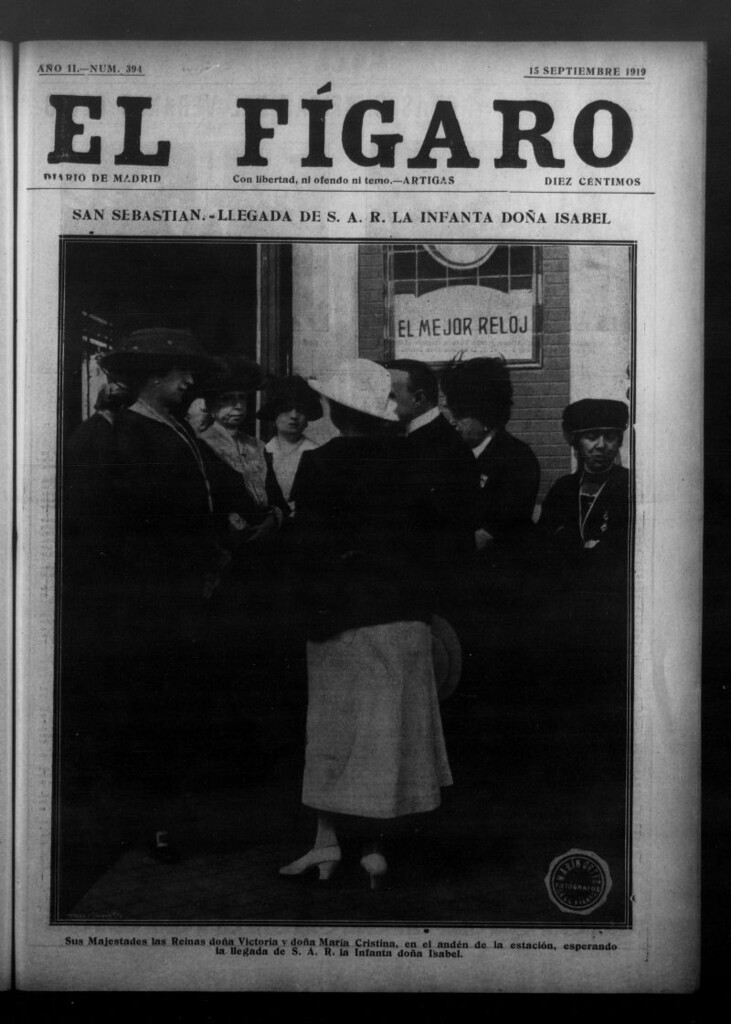 AÑO II.—NUM. 394
15 SEPTIEMBRE 1919
EL FÍGARO
DIARIO DE MADRID
Con libertad, ni ofendo ni temo.—ARTIGAS
DIEZ CÉNTIMOS
SAN SEBASTIAN.-LLEGADA DE S. A. R. LA INFANTA DOÑA ISABEL
EL MEJOR RELOJ
Sus Majestades las Reinas doña Victoria y doña María Cristina, en el andén de la estación, esperando
la llegada de S. A. R. la Infanta doña Isabel.